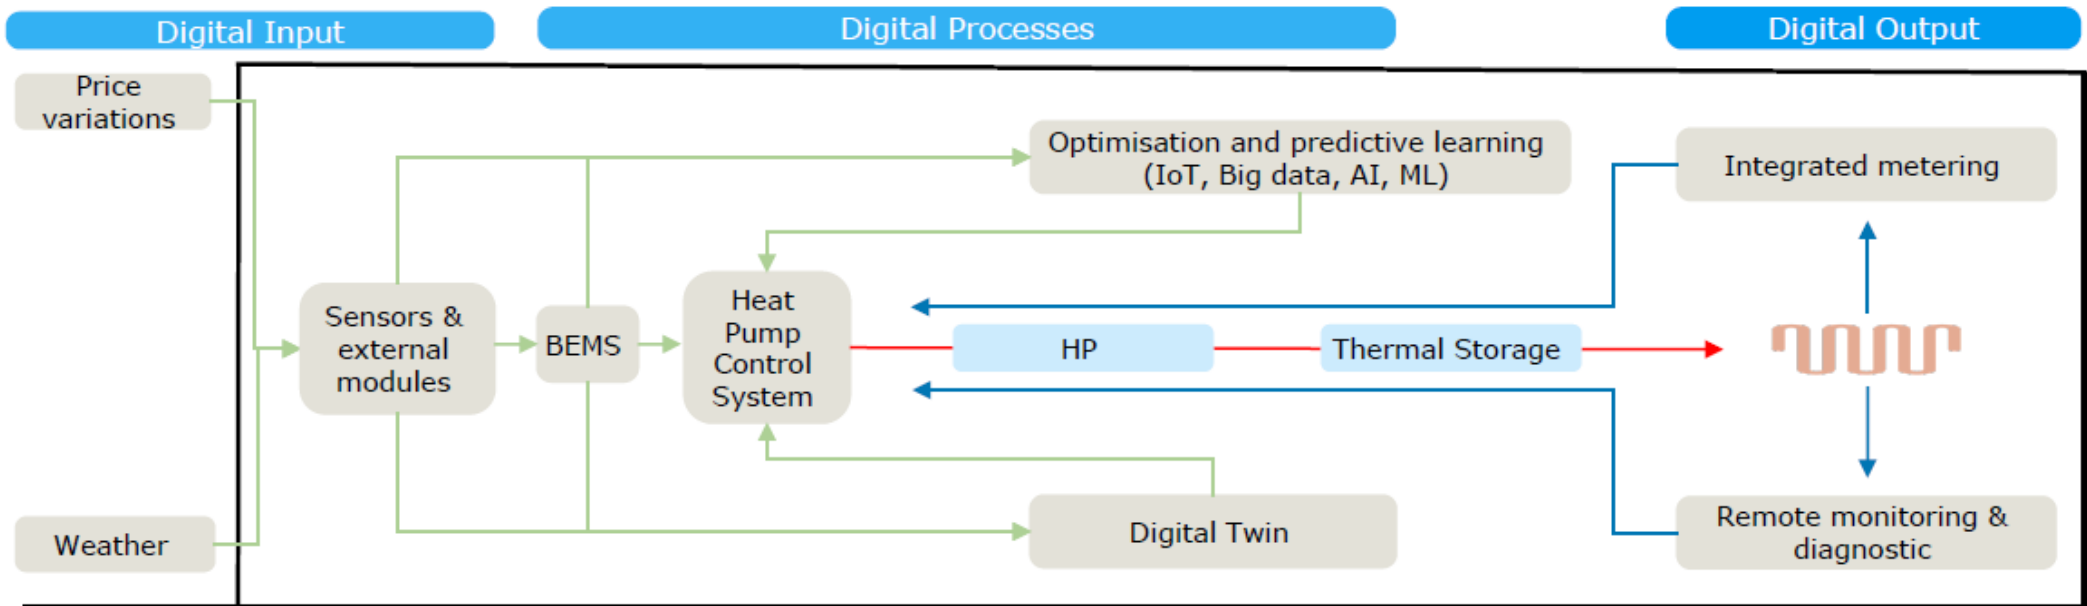 Digital Input
Digital Processes
Digital Output
Price
variations
Optimisation and predictive learning
(IoT, Big data, AI, ML)
Integrated metering
Sensors &
external
modules
BEMS
Heat
Pump
Control
System
HP
Thermal Storage
Weather
Digital Twin
Remote monitoring &
diagnostic